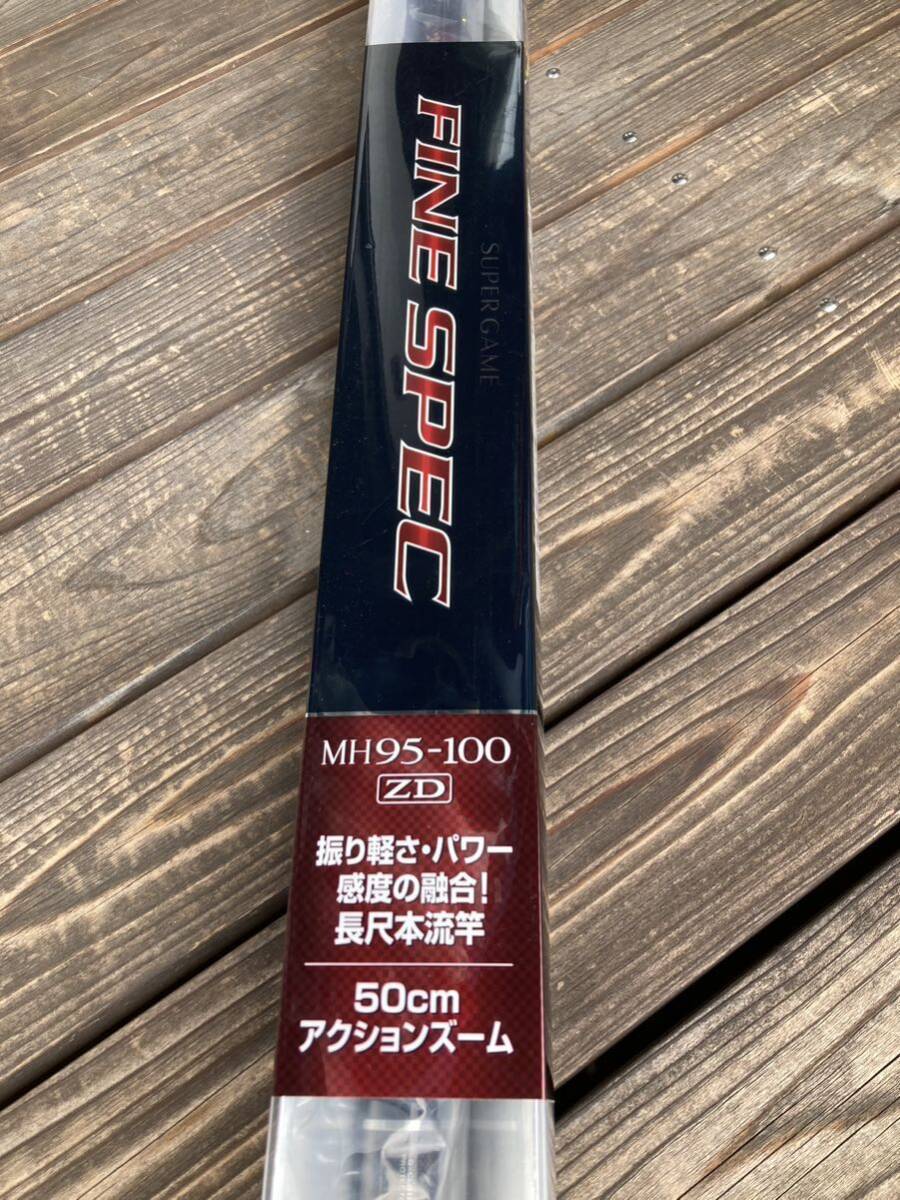 SUPER GAME
FINE SPEC
MH95-100
ZD
振り軽さ・パワー
感度の融合!
長尺本流竿
50cm
アクションズーム